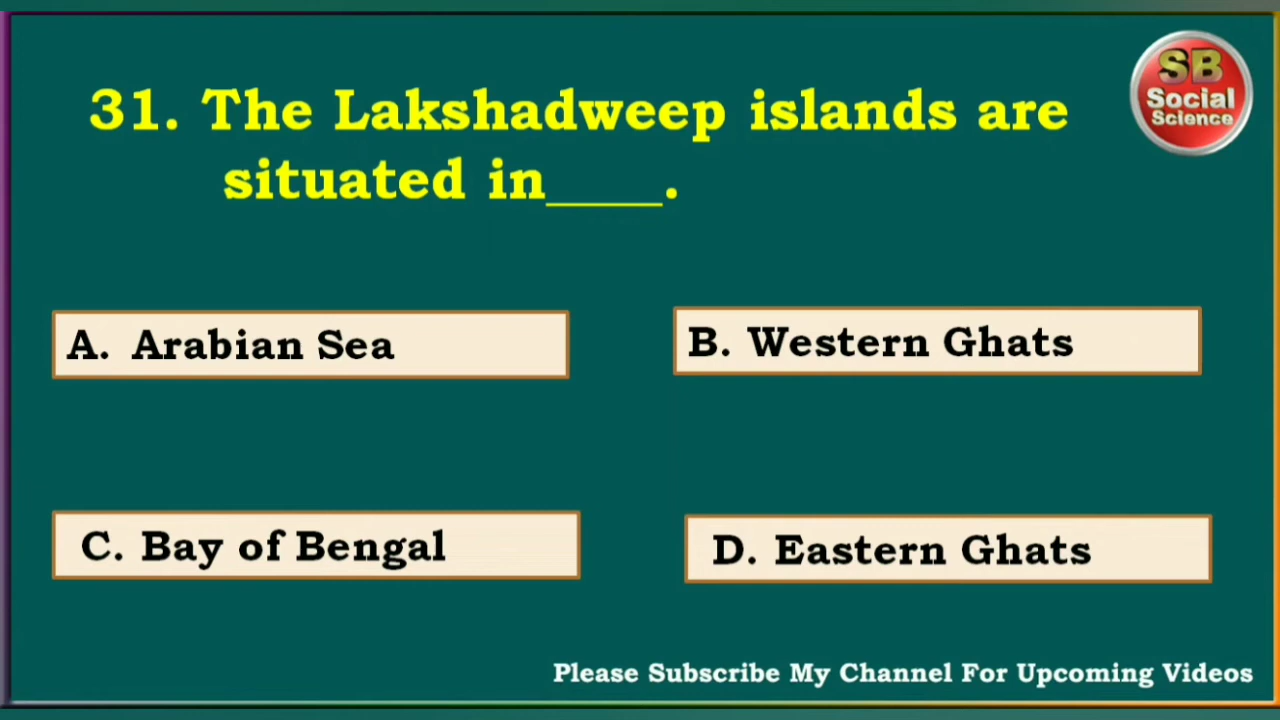 SB
Social
Science
31. The Lakshadweep islands are
situated in____.
A. Arabian Sea
B. Western Ghats
C. Bay of Bengal
D. Eastern Ghats
Please Subscribe My Channel For Upcoming Videos